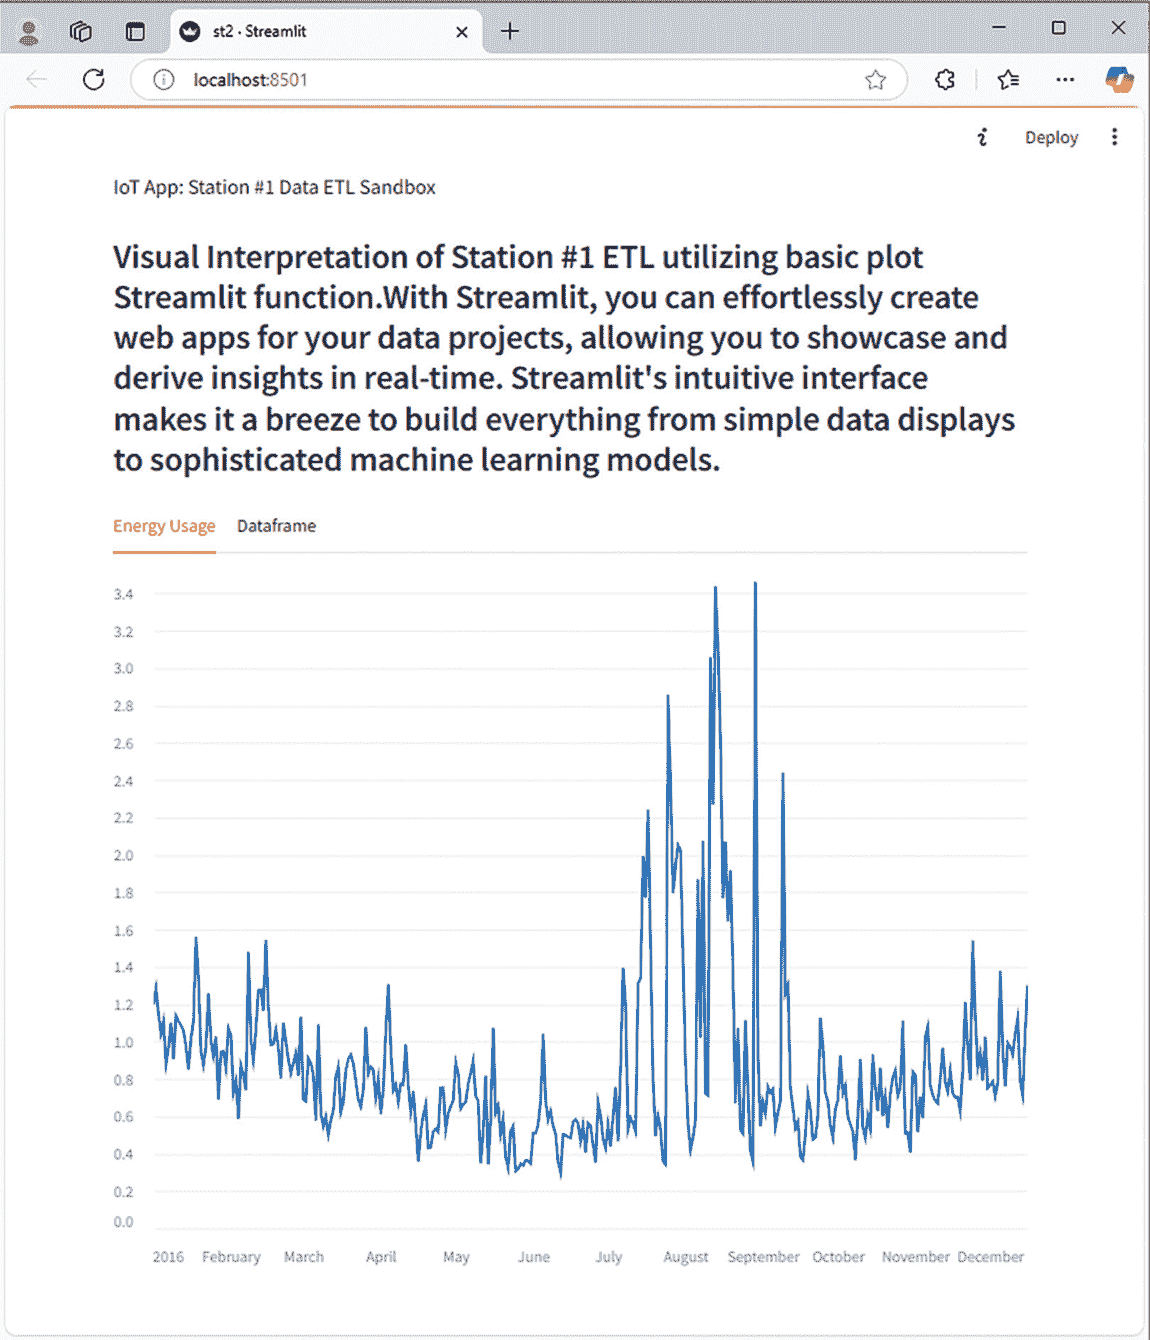 st2 · Streamlit
localhost:8501
Deploy
IoT App: Station #1 Data ETL Sandbox
Visual Interpretation of Station #1 ETL utilizing basic plot
Streamlit function.With Streamlit, you can effortlessly create
web apps for your data projects, allowing you to showcase and
derive insights in real-time. Streamlit's intuitive interface
makes it a breeze to build everything from simple data displays
to sophisticated machine learning models.
Energy Usage Dataframe
3.4
3.2
3.0
2.8
2.6
2.4
2.2
2.0
1.8
1.6
1.4
1.2
1.0
0.8
0.6
0.4
0.2
0.0
2016 February March April May June July August September October November December